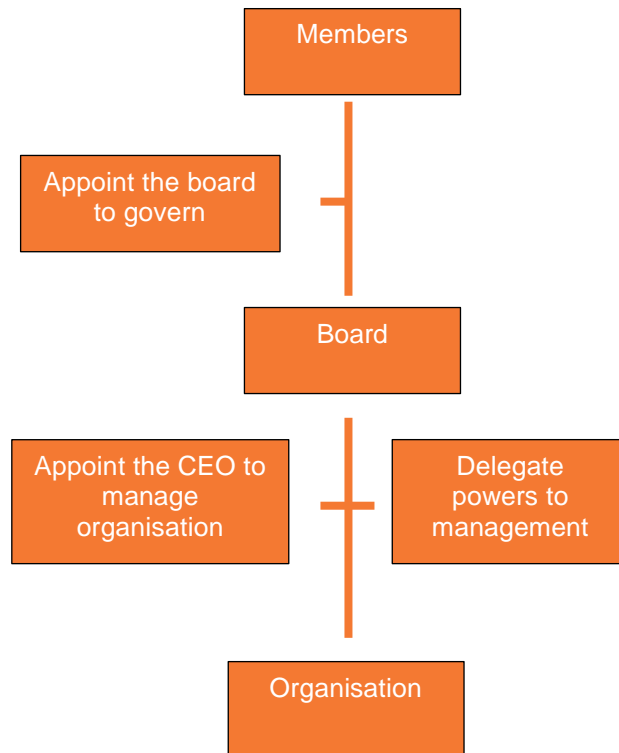 Members
Appoint the board
to govern
Board
Appoint the CEO to
manage
organisation
Delegate
powers to
management
Organisation